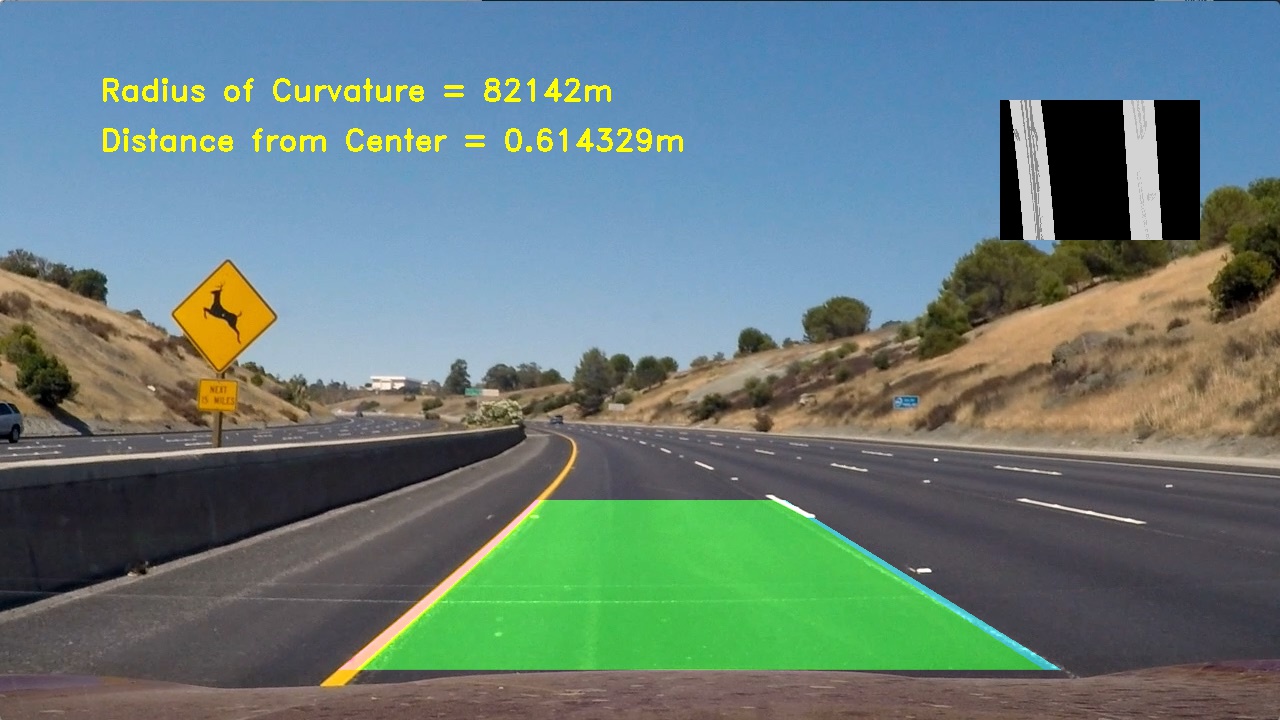 Radius of Curvature = 82142m
Distance from Center = 0.614329m
NEXT
15 MILES